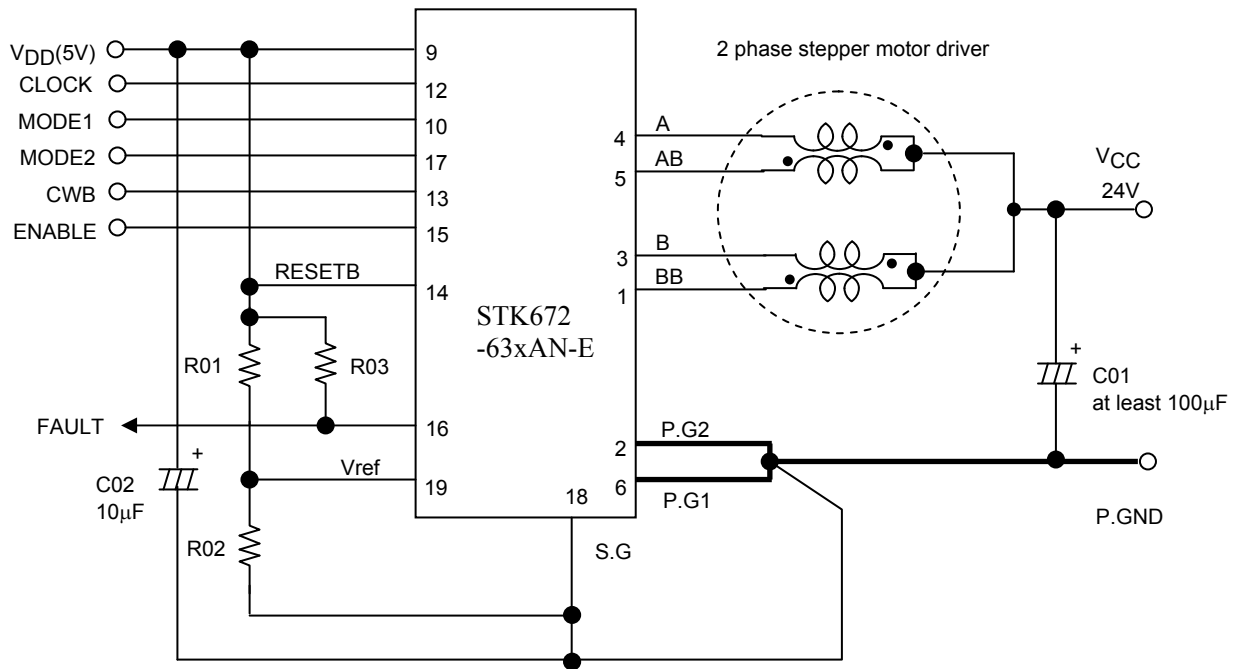 VDD(5V)
CLOCK
MODE1
MODE2
CWB
ENABLE
RESETB
R01
R03
FAULT
Vref
C02
10μF
+
R02
9
12
10
17
13
15
14
16
19
18
STK672
-63xAN-E
4
5
3
1
2
6
A
AB
B
BB
P.G2
P.G1
S.G
2 phase stepper motor driver
VCC
24V
+
C01
at least 100μF
P.GND